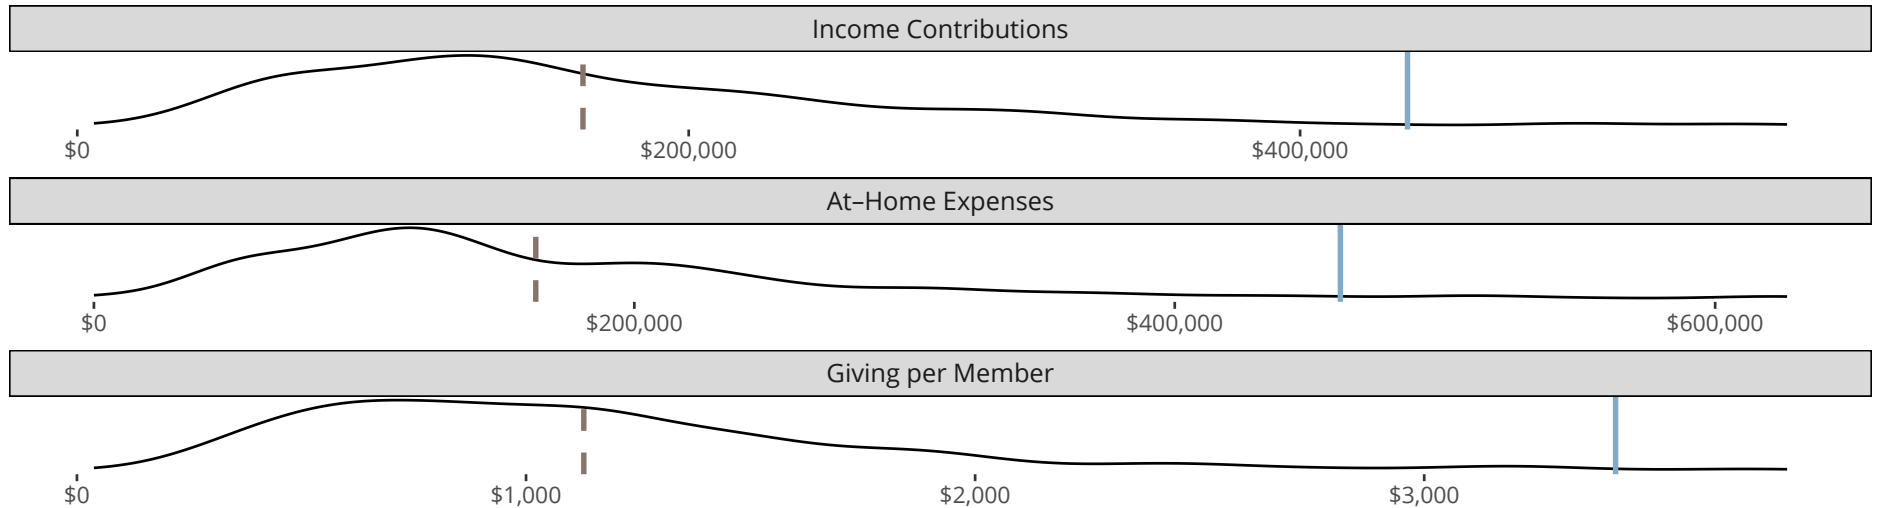 Income Contributions
$0 $200,000 $400,000
At–Home Expenses
$0 $200,000 $400,000 $600,000
Giving per Member
$0 $1,000 $2,000 $3,000